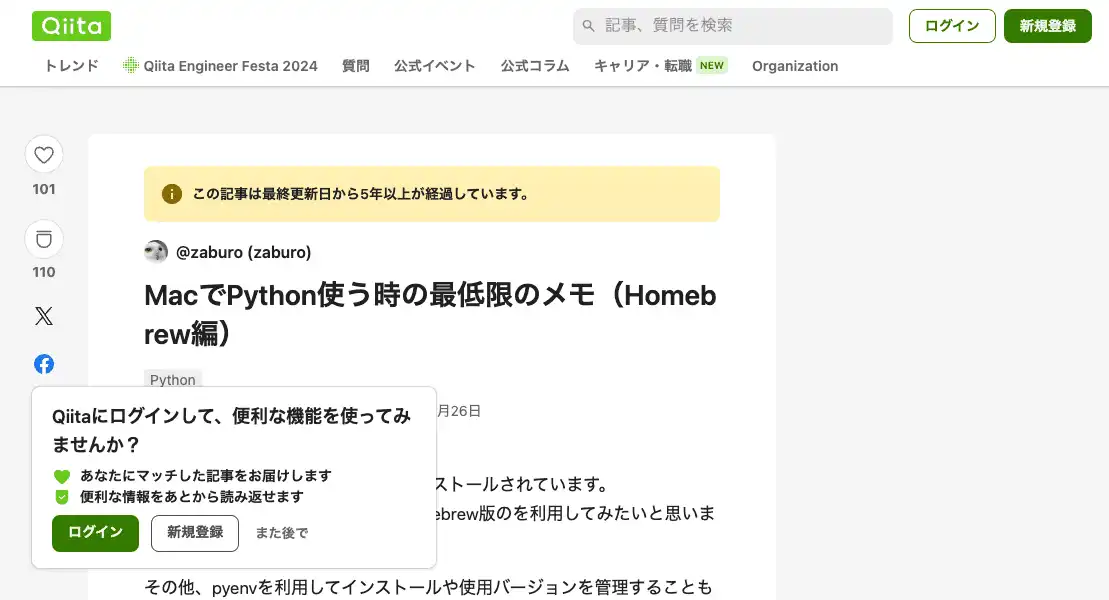 Qiita
記事、質問を検索
ログイン
新規登録
トレンド
Qiita Engineer Festa 2024
質問
公式イベント
公式コラム
キャリア・転職 NEW
Organization
101
110
この記事は最終更新日から5年以上が経過しています。
@zaburo (zaburo)
MacでPython使う時の最低限のメモ（Homeb
rew編）
Python
月26日
Qiitaにログインして、便利な機能を使ってみ
ませんか？
あなたにマッチした記事をお届けします
便利な情報をあとから読み返せます
ログイン
新規登録
また後で
ストールされています。
ebrew版のを利用してみたいと思いま
その他、pyenvを利用してインストールや使用バージョンを管理することも